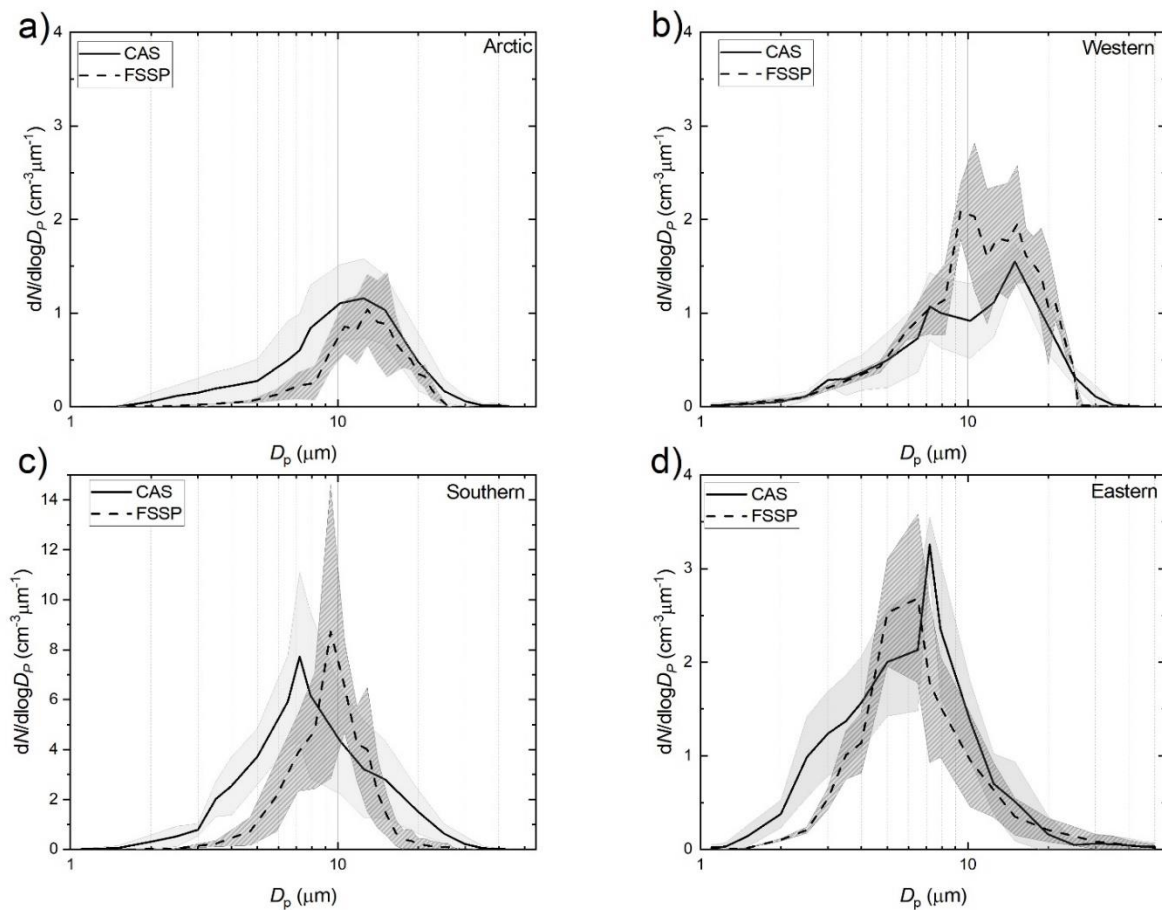 a)
Arctic
CAS
FSSP
4
3
2
1
0
1
10
dN/dlogDₚ (cm⁻³μm⁻¹)
Dₚ (μm)
b)
Western
CAS
FSSP
4
3
2
1
0
1
10
dN/dlogDₚ (cm⁻³μm⁻¹)
Dₚ (μm)
c)
Southern
CAS
FSSP
14
12
10
8
6
4
2
0
1
10
dN/dlogDₚ (cm⁻³μm⁻¹)
Dₚ (μm)
d)
Eastern
CAS
FSSP
4
3
2
1
0
1
10
dN/dlogDₚ (cm⁻³μm⁻¹)
Dₚ (μm)